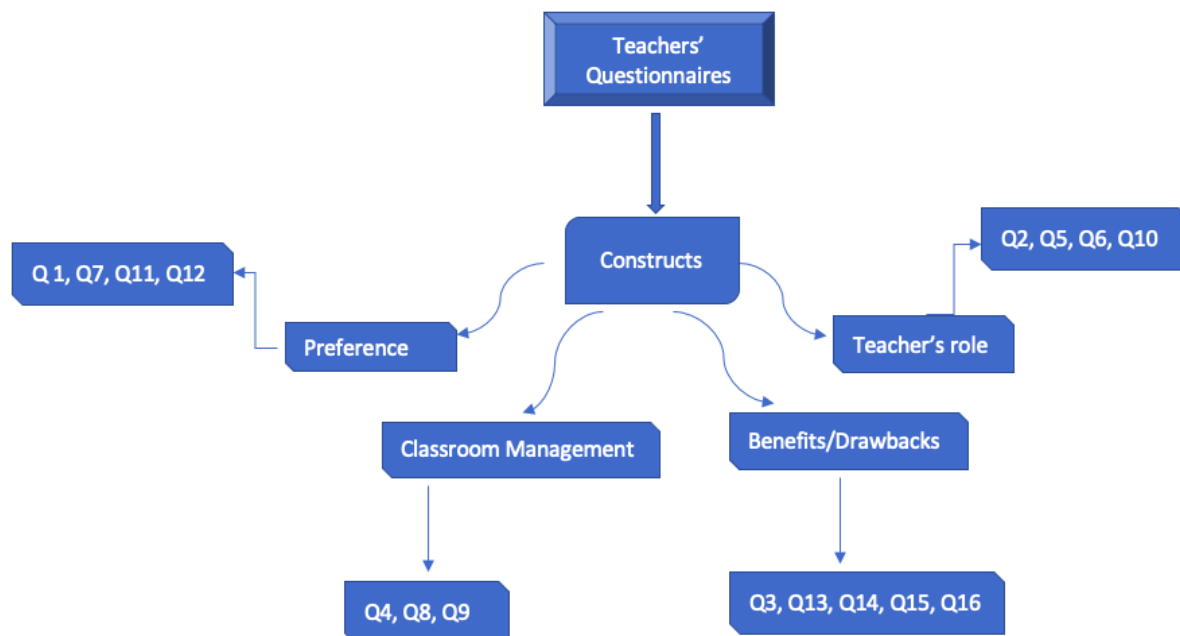 Teachers’
Questionnaires
Constructs
Q2, Q5, Q6, Q10
Q 1, Q7, Q11, Q12
Preference
Teacher’s role
Classroom Management
Benefits/Drawbacks
Q4, Q8, Q9
Q3, Q13, Q14, Q15, Q16